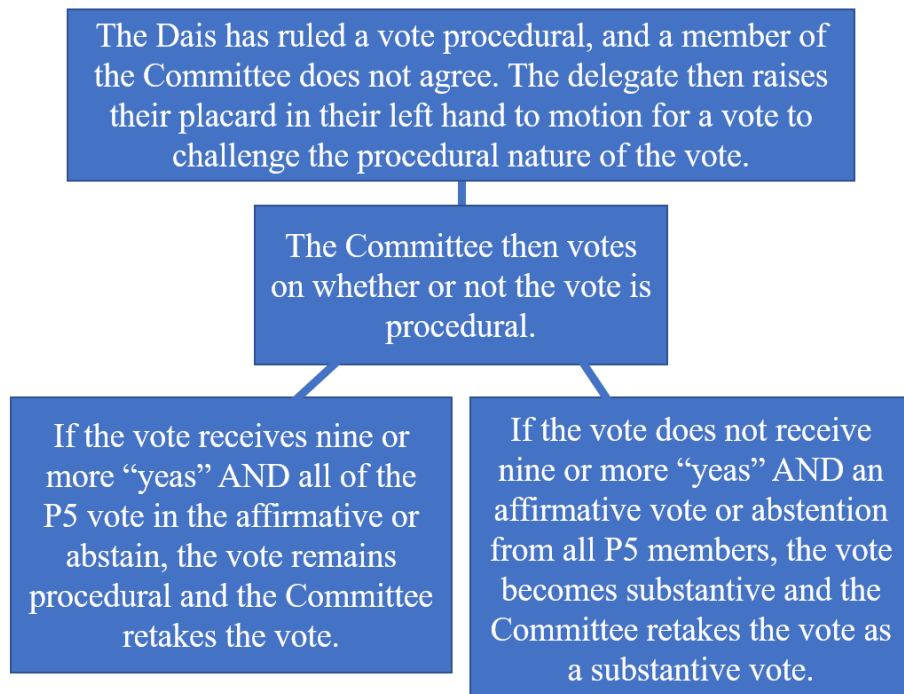 The Dais has ruled a vote procedural, and a member of
the Committee does not agree. The delegate then raises
their placard in their left hand to motion for a vote to
challenge the procedural nature of the vote.
The Committee then votes
on whether or not the vote is
procedural.
If the vote receives nine or
more “yeas” AND all of the
P5 vote in the affirmative or
abstain, the vote remains
procedural and the Committee
retakes the vote.
If the vote does not receive
nine or more “yeas” AND an
affirmative vote or abstention
from all P5 members, the vote
becomes substantive and the
Committee retakes the vote as
a substantive vote.